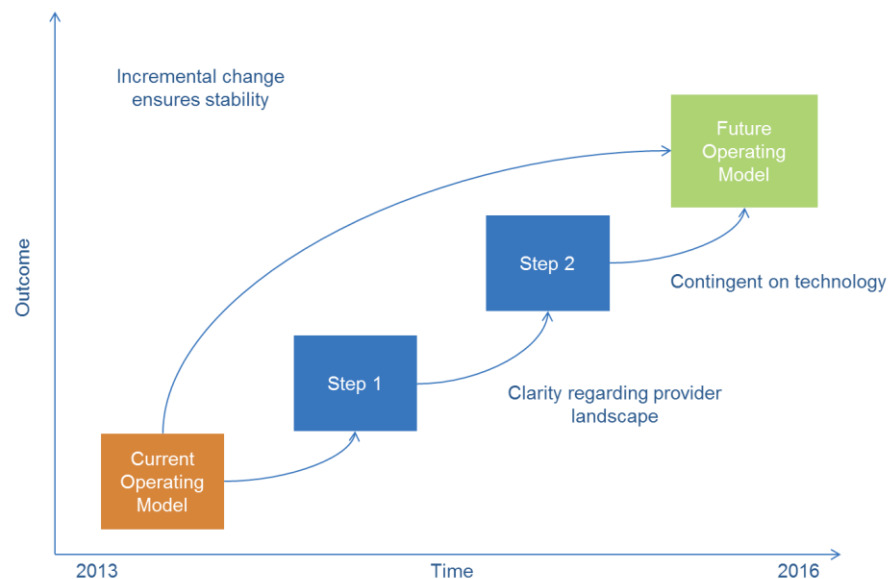 Incremental change
ensures stability
Future
Operating
Model
Step 2
Contingent on technology
Outcome
Step 1
Clarity regarding provider
landscape
Current
Operating
Model
2013
Time
2016